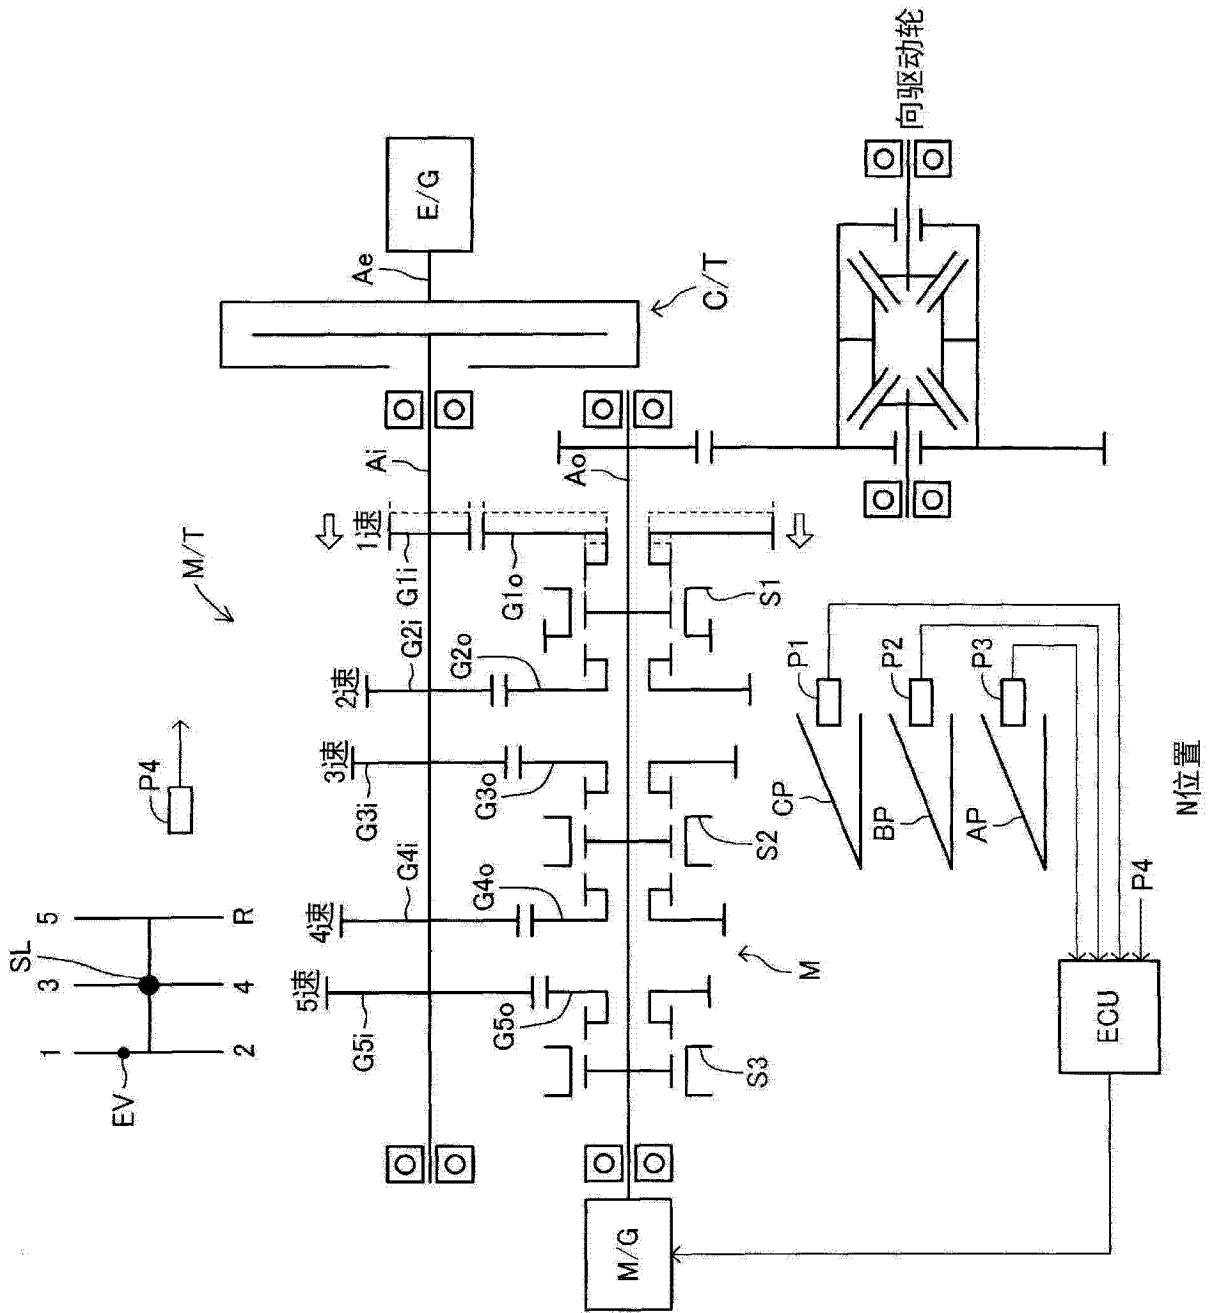 SL
1 3 5
2 4 R
EV
P4
M/T
5速
4速
3速
2速
1速
G5i
G4i
G3i
G2i
G1i
Ai
Ae
E/G
C/T
G5o
G4o
G3o
G2o
G1o
Ao
S3
S2
S1
M
M/G
向驱动轮
CP
BP
AP
P1
P2
P3
P4
ECU
N位置